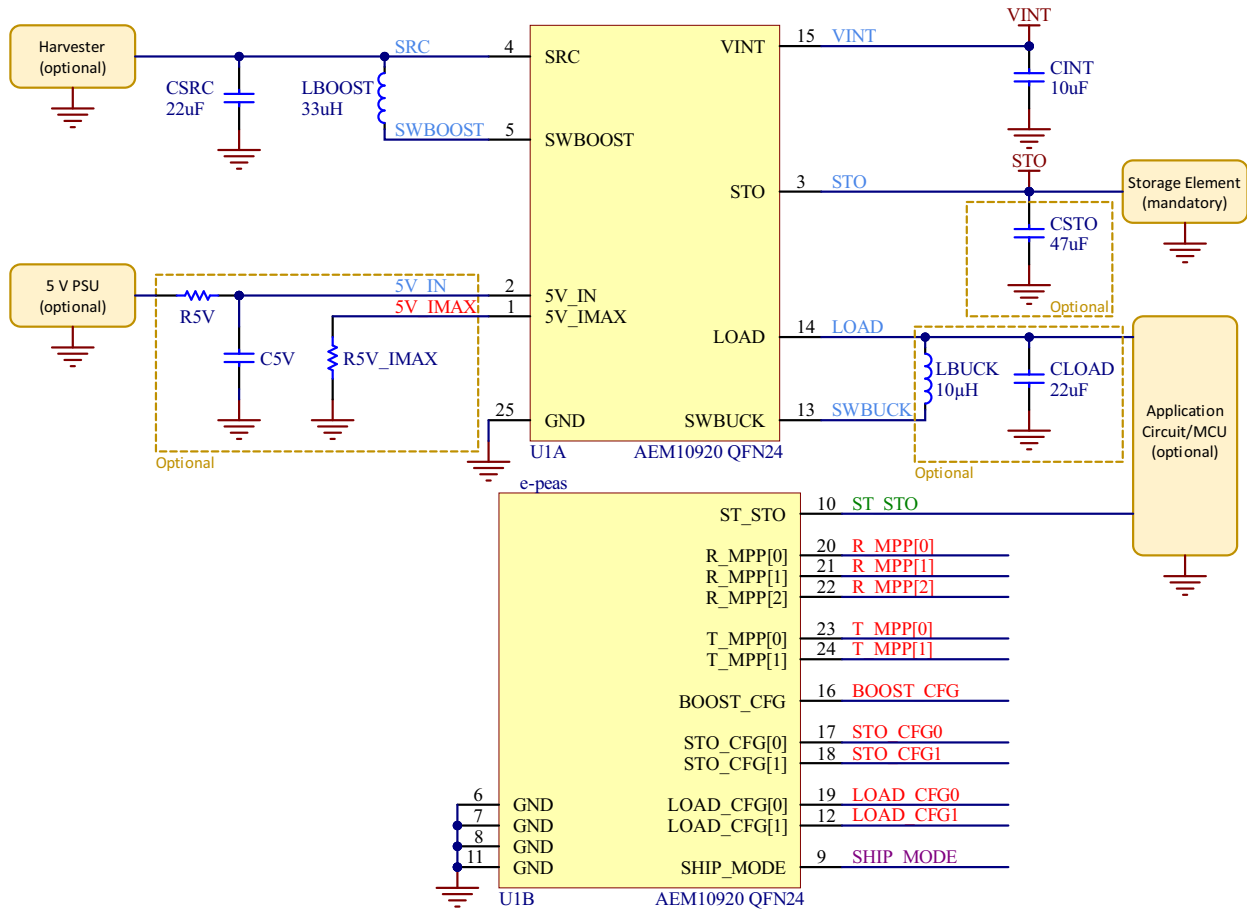 Harvester
(optional)
SRC
4
SRC
CSRC
22uF
LBOOST
33uH
SWBOOST
5
SWBOOST
VINT
15
VINT
VINT
CINT
10uF
STO
3
STO
STO
Storage Element
(mandatory)
CSTO
47uF
Optional
5 V PSU
(optional)
R5V
5V_IN
2
5V_IN
5V_IMAX
1
5V_IMAX
C5V
R5V_IMAX
Optional
25
GND
LOAD
14
LOAD
LBUCK
10µH
CLOAD
22uF
SWBUCK
13
SWBUCK
Optional
Application
Circuit/MCU
(optional)
U1A
AEM10920 QFN24
e-peas
ST_STO
10
ST_STO
R_MPP[0]
20
R_MPP[0]
R_MPP[1]
21
R_MPP[1]
R_MPP[2]
22
R_MPP[2]
T_MPP[0]
23
T_MPP[0]
T_MPP[1]
24
T_MPP[1]
BOOST_CFG
16
BOOST_CFG
STO_CFG[0]
17
STO_CFG0
STO_CFG[1]
18
STO_CFG1
6
GND
LOAD_CFG[0]
19
LOAD_CFG0
7
GND
LOAD_CFG[1]
12
LOAD_CFG1
8
GND
11
GND
SHIP_MODE
9
SHIP_MODE
U1B
AEM10920 QFN24